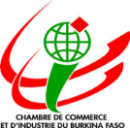 CHAMBRE DE COMMERCE
ET D'INDUSTRIE DU BURKINA FASO